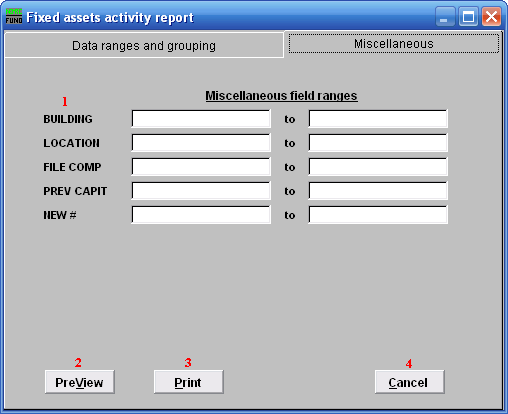 FUND
Fixed assets activity report
Data ranges and grouping Miscellaneous
1 Miscellaneous field ranges
BUILDING to
LOCATION to
FILE COMP to
PREV CAPIT to
NEW # to
2 3 4
PreView Print Cancel